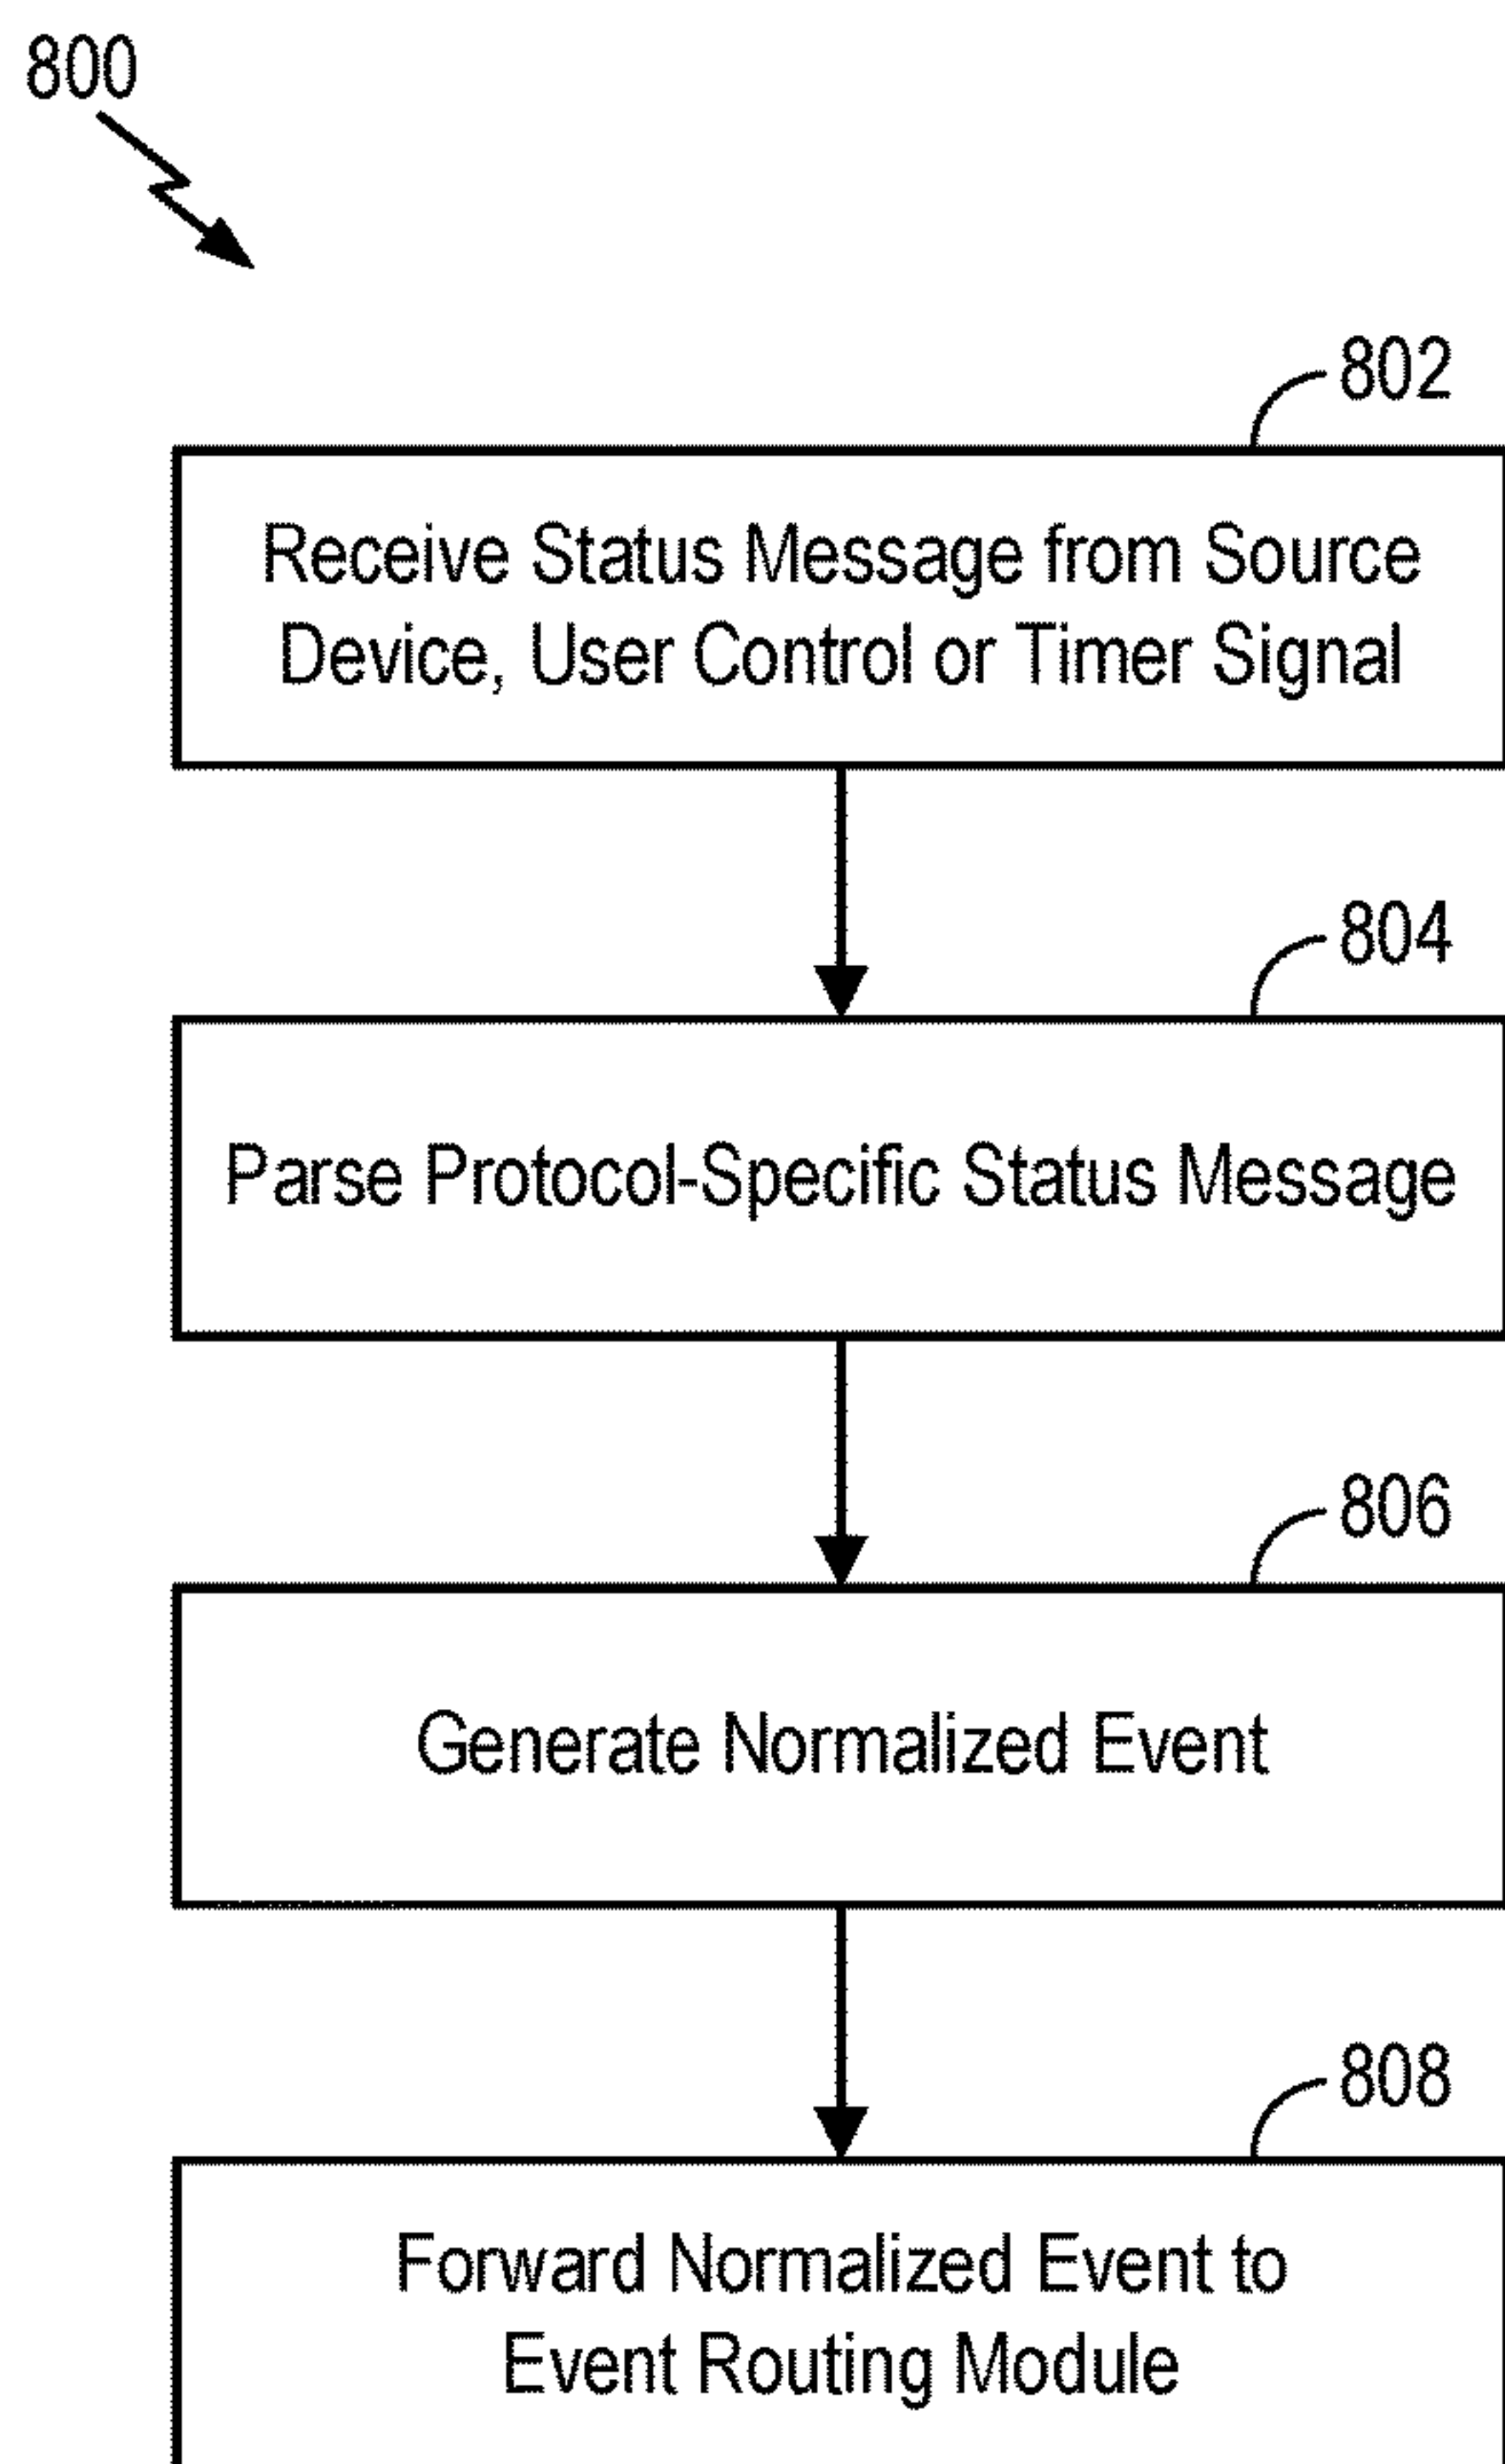 800
802
Receive Status Message from Source
Device, User Control or Timer Signal
804
Parse Protocol-Specific Status Message
806
Generate Normalized Event
808
Forward Normalized Event to
Event Routing Module